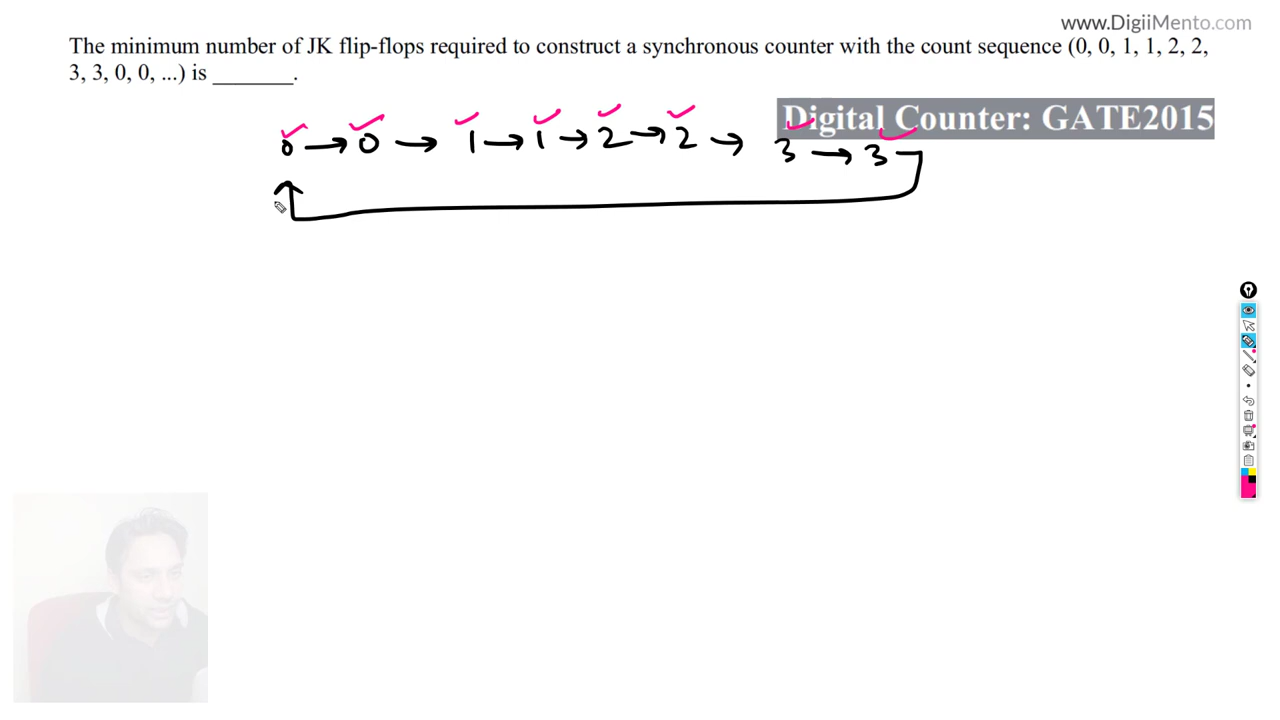 www.DigiiMento.com
The minimum number of JK flip-flops required to construct a synchronous counter with the count sequence (0, 0, 1, 1, 2, 2,
3, 3, 0, 0, ...) is _______.
Digital Counter: GATE2015
0 → 0 → 1 → 1 → 2 → 2 → 3 → 3